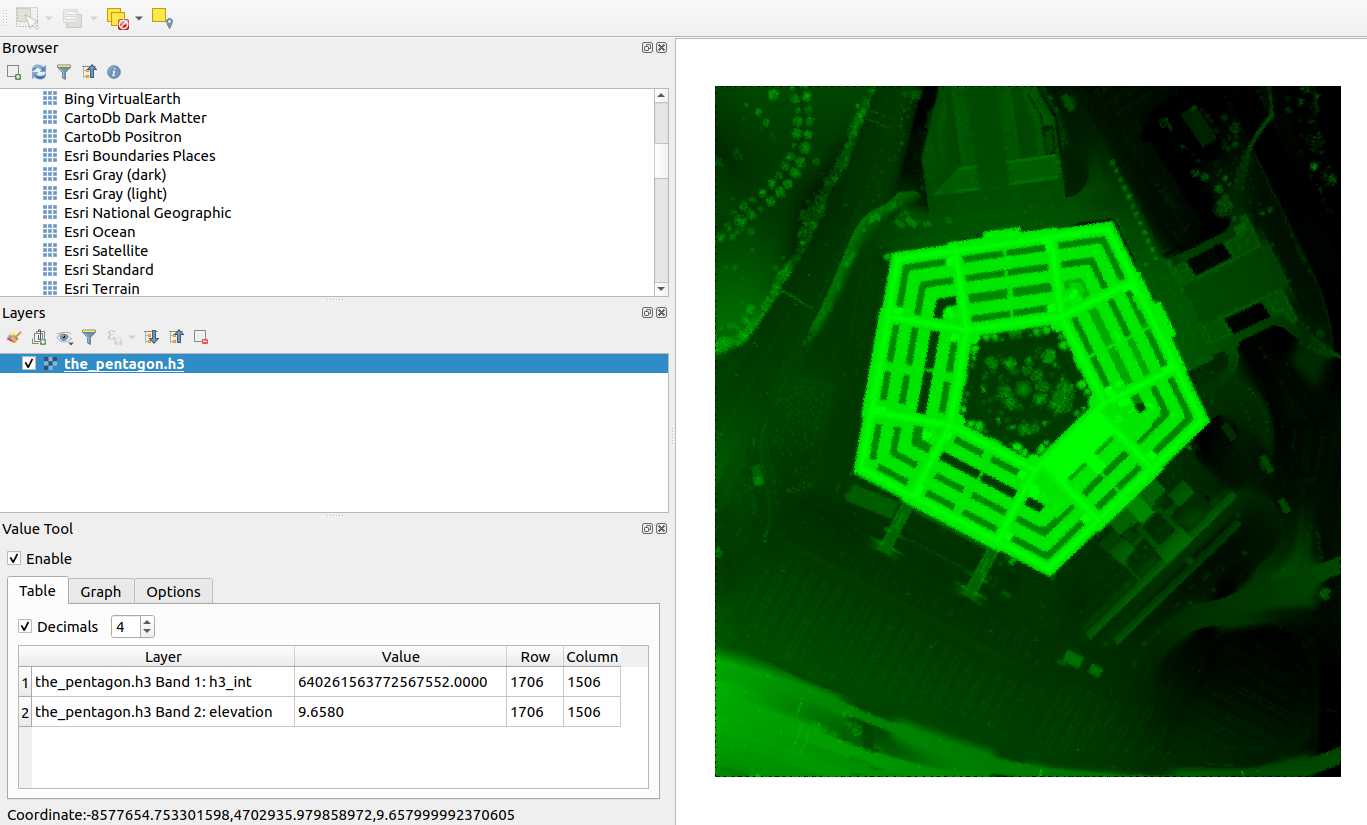 Browser
Bing VirtualEarth
CartoDb Dark Matter
CartoDb Positron
Esri Boundaries Places
Esri Gray (dark)
Esri Gray (light)
Esri National Geographic
Esri Ocean
Esri Satellite
Esri Standard
Esri Terrain
Layers
the_pentagon.h3
Value Tool
Enable
Table Graph Options
Decimals 4
Layer Value Row Column
1 the_pentagon.h3 Band 1: h3_int 640261563772567552.0000 1706 1506
2 the_pentagon.h3 Band 2: elevation 9.6580 1706 1506
Coordinate:-8577654.753301598,4702935.979858972,9.657999992370605